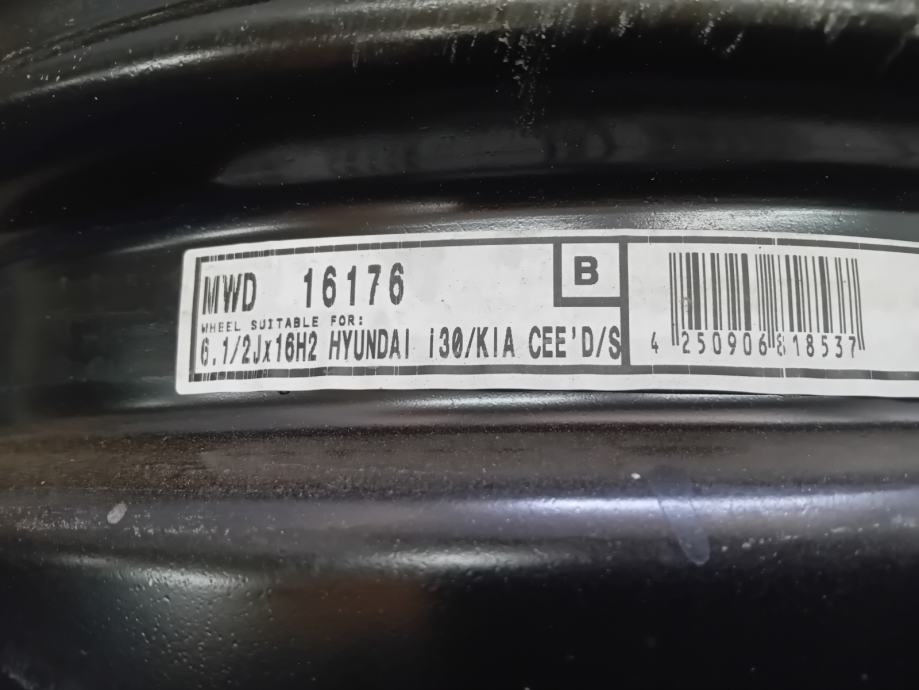 MWD 16176 B
WHEEL SUITABLE FOR:
6.1/2Jx16H2 HYUNDAI i30/KIA CEE'D/S
4 250906 818537